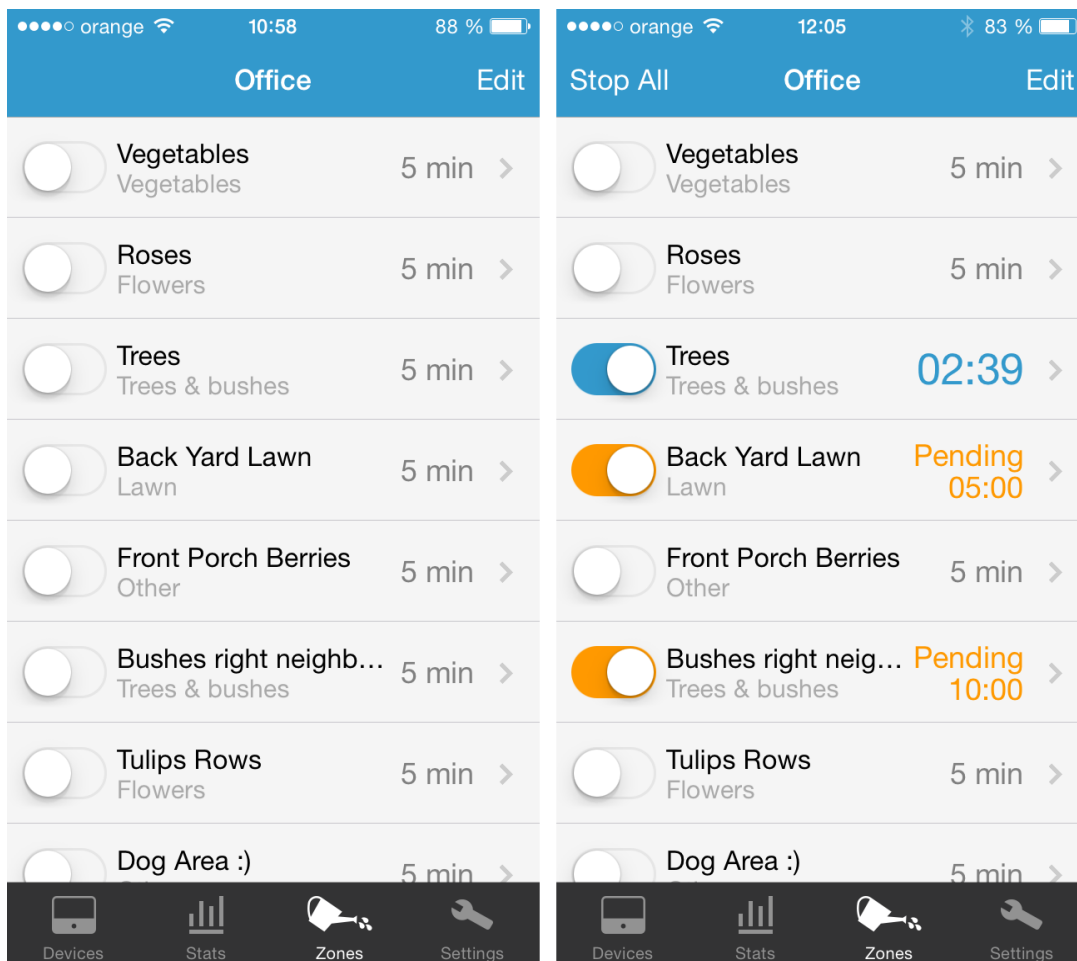 orange 10:58 88 %
Office Edit
Vegetables
Vegetables
5 min
Roses
Flowers
5 min
Trees
Trees & bushes
5 min
Back Yard Lawn
Lawn
5 min
Front Porch Berries
Other
5 min
Bushes right neighb...
Trees & bushes
5 min
Tulips Rows
Flowers
5 min
Dog Area :)
5 min
Devices Stats Zones Settings
orange 12:05 83 %
Stop All Office Edit
Vegetables
Vegetables
5 min
Roses
Flowers
5 min
Trees
Trees & bushes
02:39
Back Yard Lawn
Lawn
Pending
05:00
Front Porch Berries
Other
5 min
Bushes right neig...
Trees & bushes
Pending
10:00
Tulips Rows
Flowers
5 min
Dog Area :)
5 min
Devices Stats Zones Settings